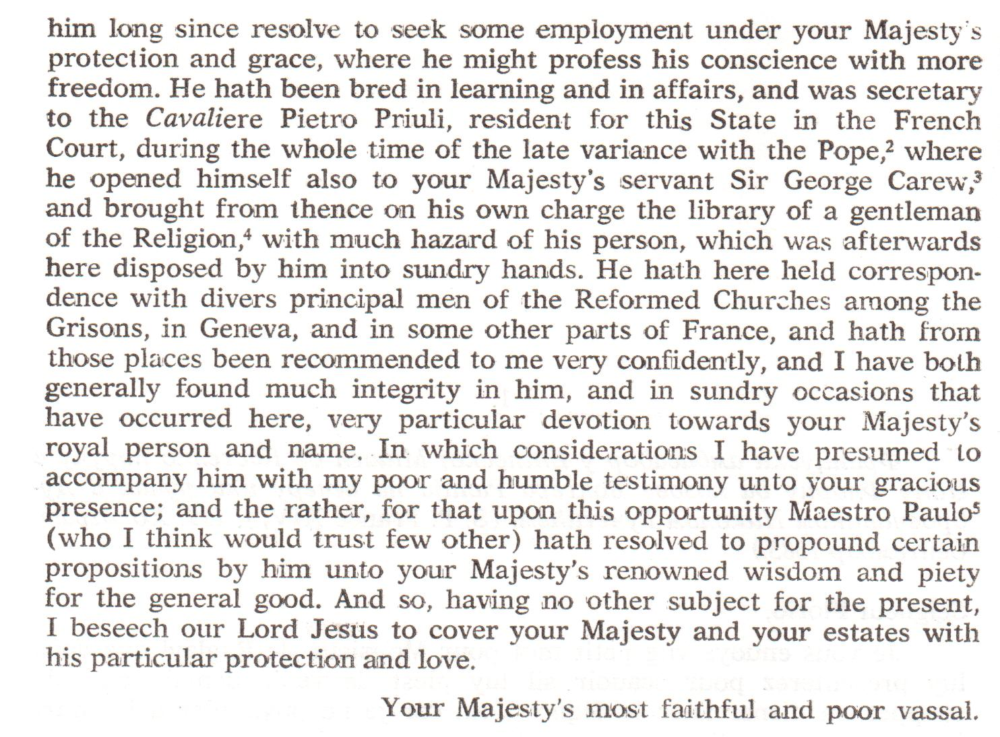 him long since resolve to seek some employment under your Majesty's
protection and grace, where he might profess his conscience with more
freedom. He hath been bred in learning and in affairs, and was secretary
to the Cavaliere Pietro Priuli, resident for this State in the French
Court, during the whole time of the late variance with the Pope,² where
he opened himself also to your Majesty's servant Sir George Carew,³
and brought from thence on his own charge the library of a gentleman
of the Religion,⁴ with much hazard of his person, which was afterwards
here disposed by him into sundry hands. He hath here held correspon-
dence with divers principal men of the Reformed Churches among the
Grisons, in Geneva, and in some other parts of France, and hath from
those places been recommended to me very confidently, and I have both
generally found much integrity in him, and in sundry occasions that
have occurred here, very particular devotion towards your Majesty's
royal person and name. In which considerations I have presumed to
accompany him with my poor and humble testimony unto your gracious
presence; and the rather, for that upon this opportunity Maestro Paulo⁵
(who I think would trust few other) hath resolved to propound certain
propositions by him unto your Majesty's renowned wisdom and piety
for the general good. And so, having no other subject for the present,
I beseech our Lord Jesus to cover your Majesty and your estates with
his particular protection and love.
Your Majesty's most faithful and poor vassal.